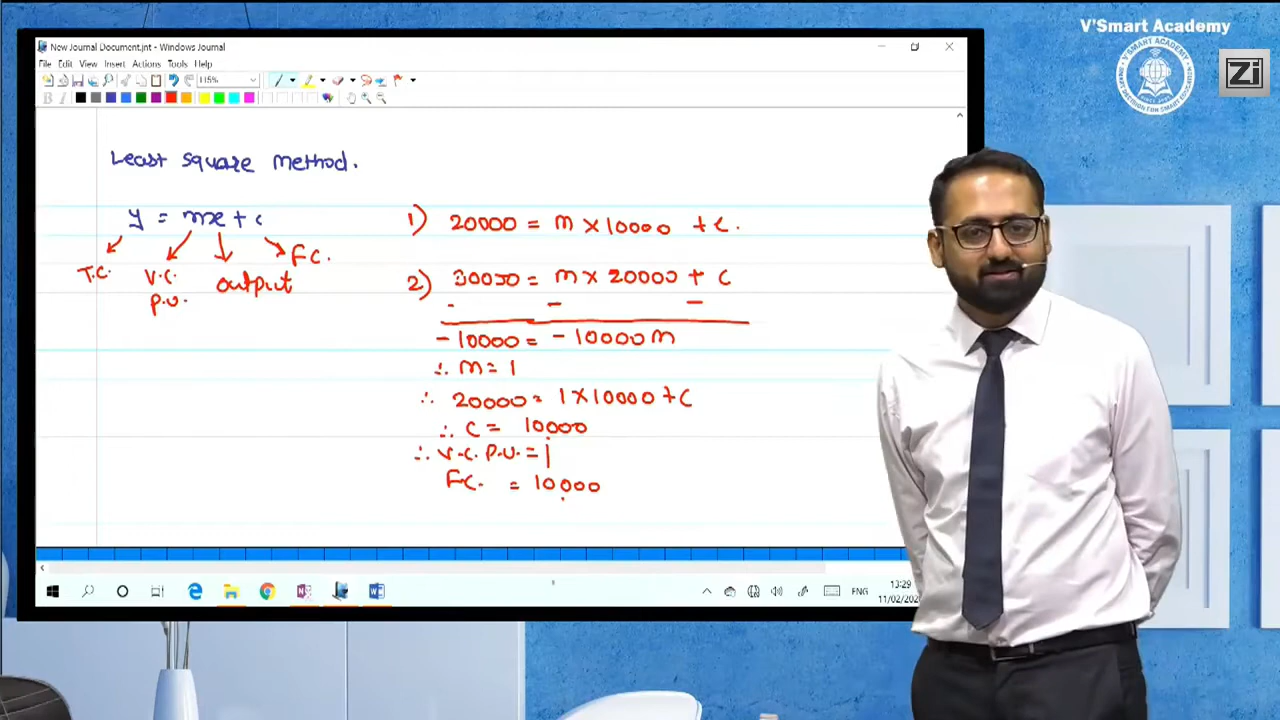 V'Smart Academy
New Journal Document.jnt - Windows Journal
File Edit View Insert Actions Tools Help
115%
Least square method.
y = mx + c
T.C.
V.C. P.U.
output
F.C.
1) 20000 = m × 10000 + C.
2) 30000 = m × 20000 + C
- - -
-10000 = -10000 m
∴ m = 1
∴ 20000 = 1 × 10000 + C
∴ C = 10000
∴ V.C. P.U. = 1
F.C. = 10000
ENG
13:29
Zi